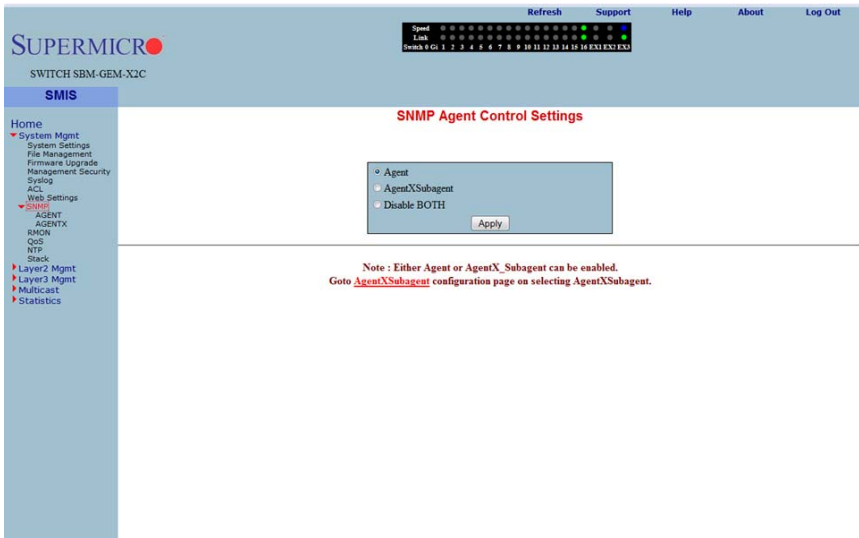 Refresh Support Help About Log Out
SUPERMICRO
SWITCH SBM-GEM-X2C
Speed
Link
Switch 0 Gi 1 2 3 4 5 6 7 8 9 10 11 12 13 14 15 16 EX1 EX2 EX3
SMIS
Home
System Mgmt
System Settings
File Management
Firmware Upgrade
Management Security
Syslog
ACL
Web Settings
SNMP
AGENT
AGENTX
RMON
QoS
NTP
Stack
Layer2 Mgmt
Layer3 Mgmt
Multicast
Statistics
SNMP Agent Control Settings
Agent
AgentXSubagent
Disable BOTH
Apply
Note : Either Agent or AgentX_Subagent can be enabled.
Goto AgentXSubagent configuration page on selecting AgentXSubagent.